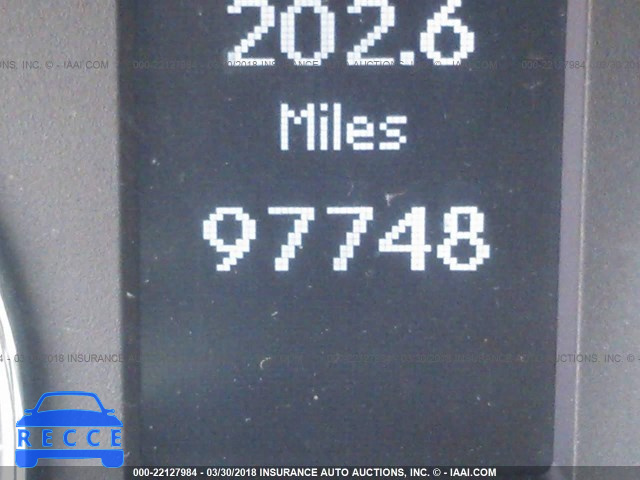 202.6
Miles
97748
RECCE
000-22127984 - 03/30/2018 INSURANCE AUTO AUCTIONS, INC. © - IAAI.COM